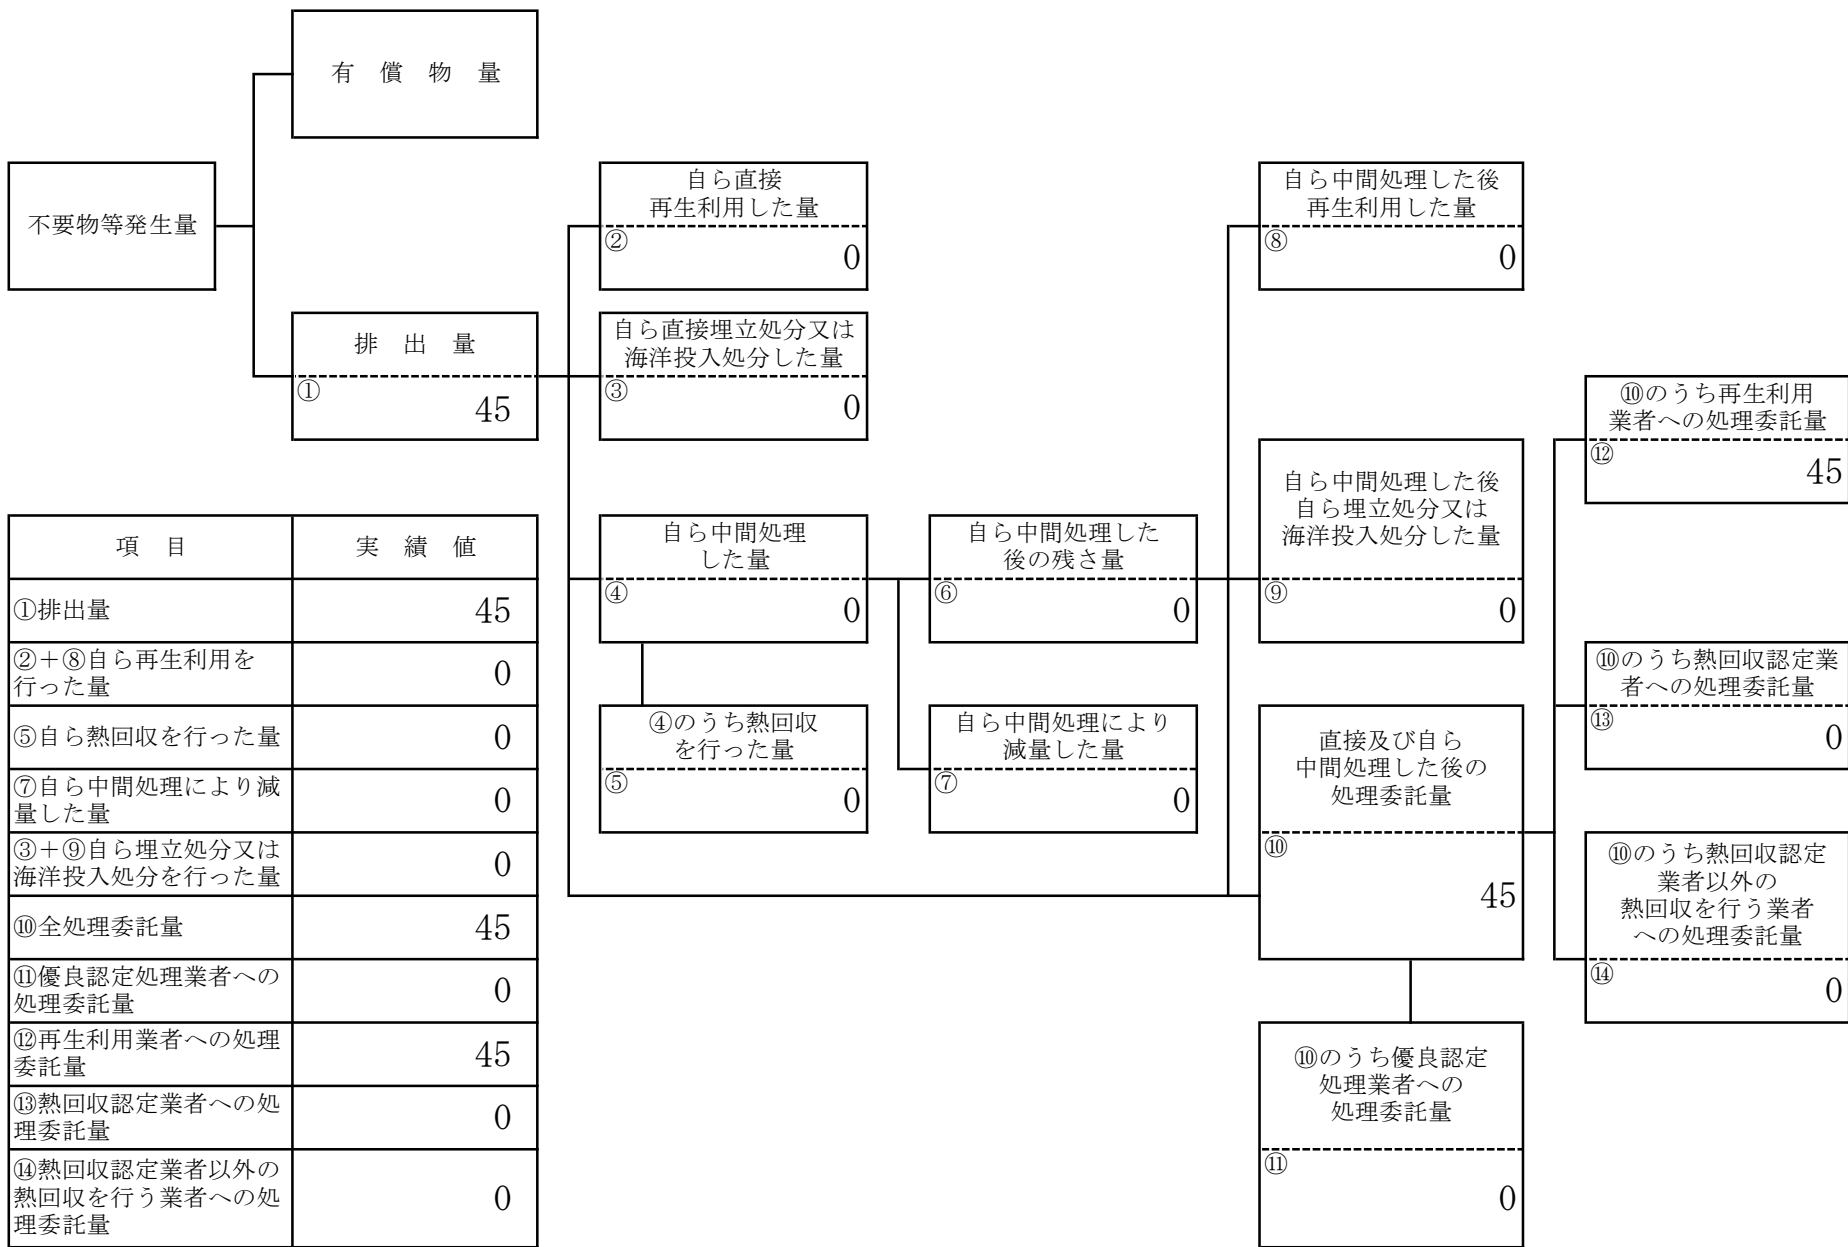 有　償　物　量
不要物等発生量
排　出　量
①
45
自ら直接
再生利用した量
②
0
自ら直接埋立処分又は
海洋投入処分した量
③
0
自ら中間処理
した量
④
0
④のうち熱回収
を行った量
⑤
0
自ら中間処理した
後の残さ量
⑥
0
自ら中間処理により
減量した量
⑦
0
自ら中間処理した後
再生利用した量
⑧
0
自ら中間処理した後
自ら埋立処分又は
海洋投入処分した量
⑨
0
直接及び自ら
中間処理した後の
処理委託量
⑩
45
⑩のうち優良認定
処理業者への
処理委託量
⑪
0
⑩のうち再生利用
業者への処理委託量
⑫
45
⑩のうち熱回収認定業
者への処理委託量
⑬
0
⑩のうち熱回収認定
業者以外の
熱回収を行う業者
への処理委託量
⑭
0
項　目　実　績　値
①排出量　45
②＋⑧自ら再生利用を
行った量　0
⑤自ら熱回収を行った量　0
⑦自ら中間処理により減
量した量　0
③＋⑨自ら埋立処分又は
海洋投入処分を行った量　0
⑩全処理委託量　45
⑪優良認定処理業者への
処理委託量　0
⑫再生利用業者への処理
委託量　45
⑬熱回収認定業者への処
理委託量　0
⑭熱回収認定業者以外の
熱回収を行う業者への処
理委託量　0